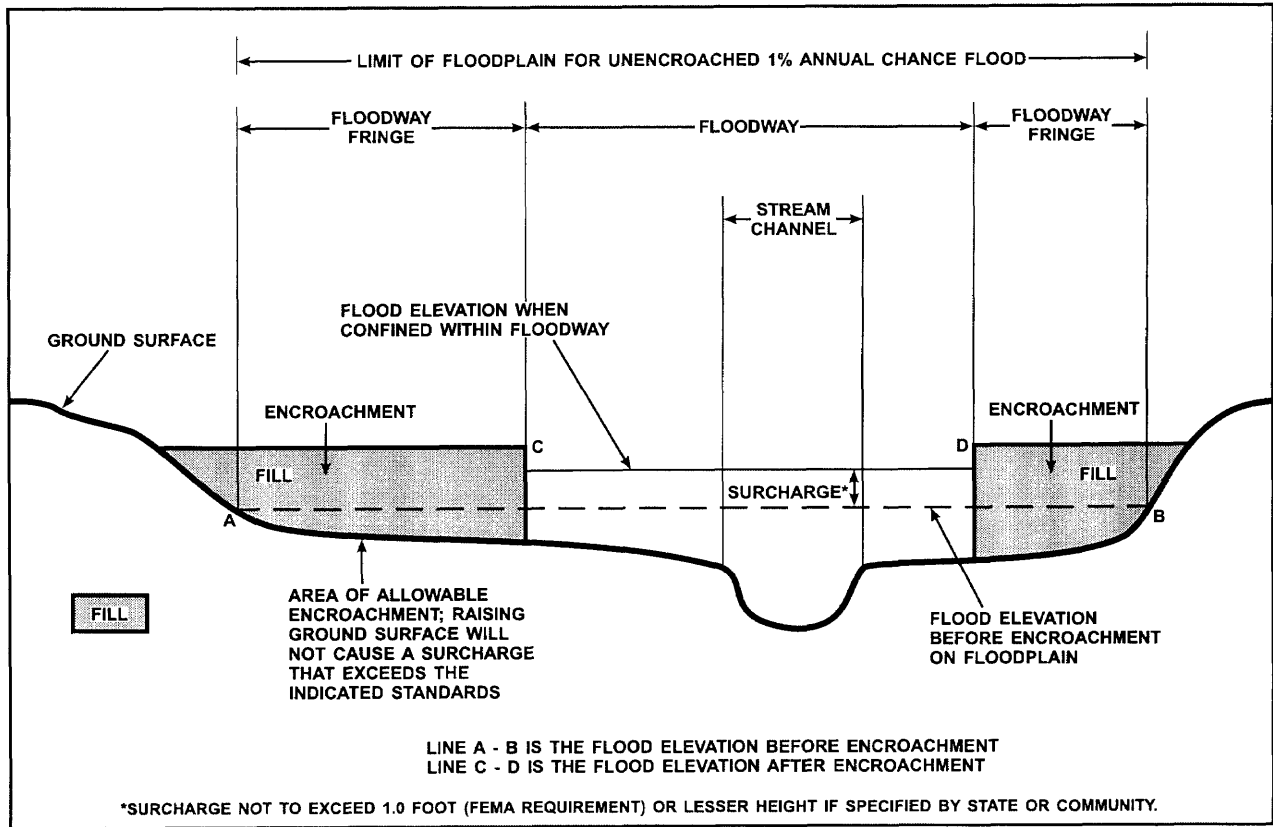 LIMIT OF FLOODPLAIN FOR UNENCROACHED 1% ANNUAL CHANCE FLOOD
FLOODWAY
FRINGE
FLOODWAY
FLOODWAY
FRINGE
STREAM
CHANNEL
FLOOD ELEVATION WHEN
CONFINED WITHIN FLOODWAY
GROUND SURFACE
ENCROACHMENT
ENCROACHMENT
C
D
FILL
FILL
SURCHARGE*
A
B
AREA OF ALLOWABLE
ENCROACHMENT; RAISING
GROUND SURFACE WILL
NOT CAUSE A SURCHARGE
THAT EXCEEDS THE
INDICATED STANDARDS
FILL
FLOOD ELEVATION
BEFORE ENCROACHMENT
ON FLOODPLAIN
LINE A - B IS THE FLOOD ELEVATION BEFORE ENCROACHMENT
LINE C - D IS THE FLOOD ELEVATION AFTER ENCROACHMENT
*SURCHARGE NOT TO EXCEED 1.0 FOOT (FEMA REQUIREMENT) OR LESSER HEIGHT IF SPECIFIED BY STATE OR COMMUNITY.